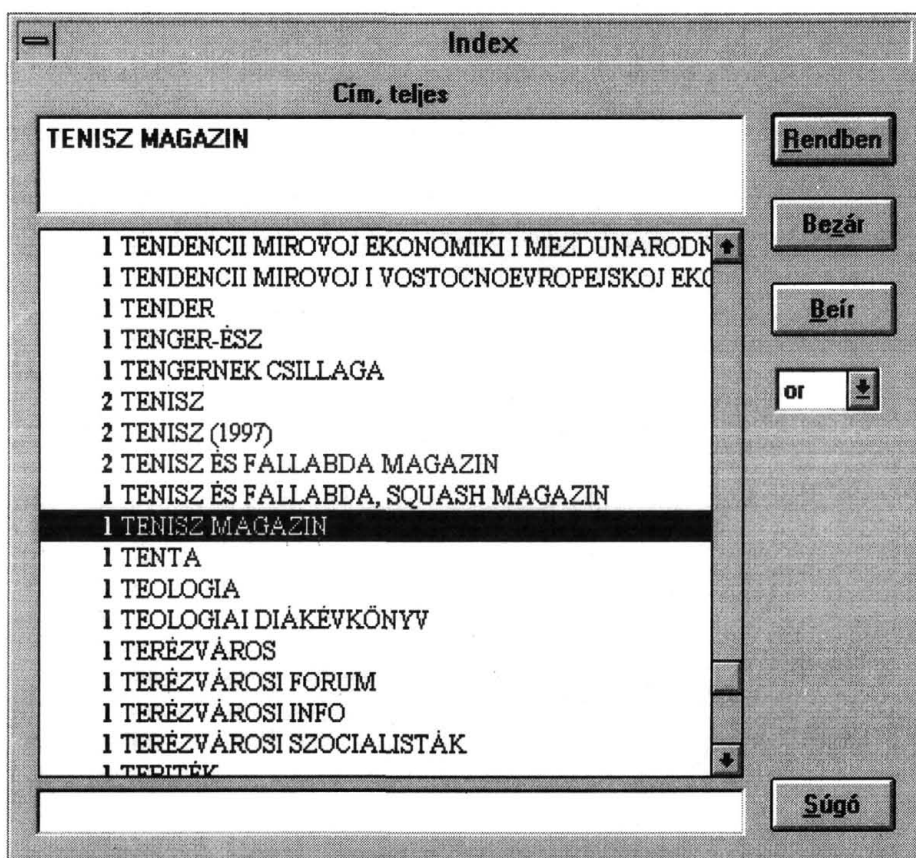 Index
Cím, teljes
TENISZ MAGAZIN
Rendben
Bezár
Beír
or
1 TENDENCII MIROVOJ EKONOMIKI I MEZDUNARODN
1 TENDENCII MIROVOJ I VOSTOCNOEVROPEJSKOJ EKO
1 TENDER
1 TENGER-ÉSZ
1 TENGERNEK CSILLAGA
2 TENISZ
2 TENISZ (1997)
2 TENISZ ÉS FALLABDA MAGAZIN
1 TENISZ ÉS FALLABDA, SQUASH MAGAZIN
1 TENISZ MAGAZIN
1 TENTA
1 TEOLOGIA
1 TEOLOGIAI DIÁKÉVKÖNYV
1 TERÉZVÁROS
1 TERÉZVÁROSI FORUM
1 TERÉZVÁROSI INFO
1 TERÉZVÁROSI SZOCIALISTÁK
1 TERITÉK
Súgó